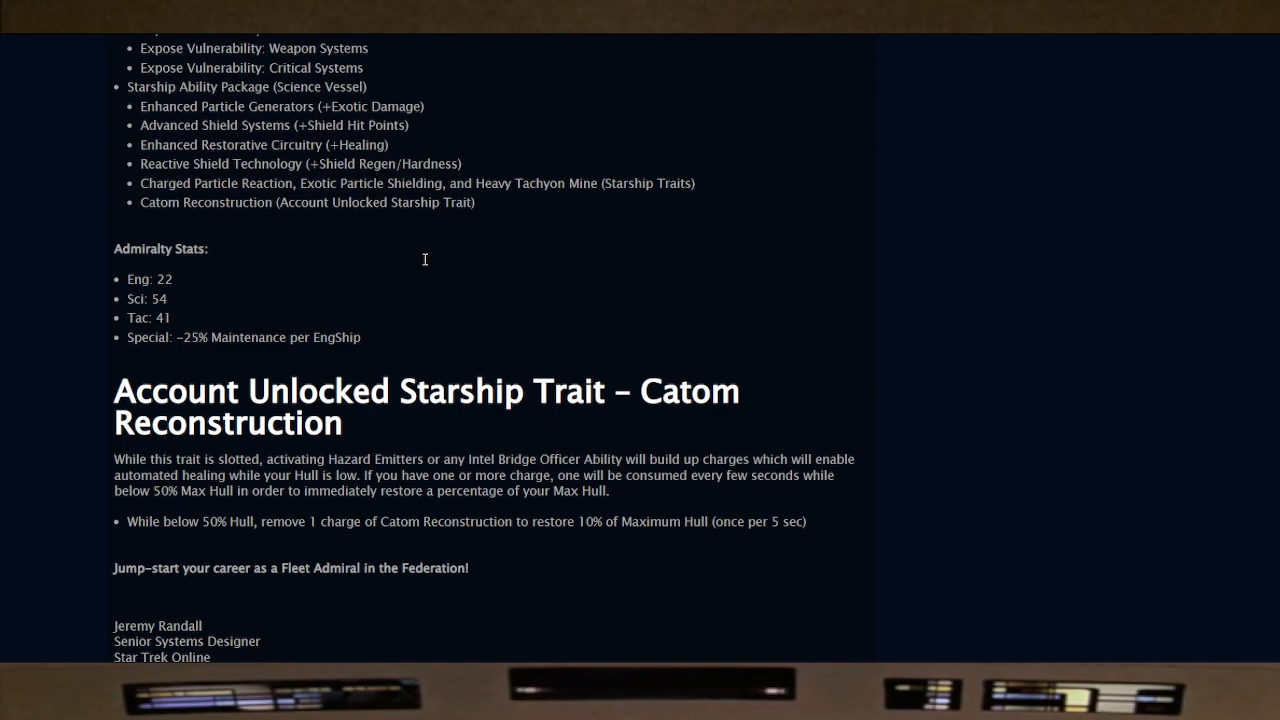 Expose Vulnerability: Weapon Systems
Expose Vulnerability: Critical Systems
Starship Ability Package (Science Vessel)
Enhanced Particle Generators (+Exotic Damage)
Advanced Shield Systems (+Shield Hit Points)
Enhanced Restorative Circuitry (+Healing)
Reactive Shield Technology (+Shield Regen/Hardness)
Charged Particle Reaction, Exotic Particle Shielding, and Heavy Tachyon Mine (Starship Traits)
Catom Reconstruction (Account Unlocked Starship Trait)
Admiralty Stats:
Eng: 22
Sci: 54
Tac: 41
Special: -25% Maintenance per EngShip
Account Unlocked Starship Trait – Catom
Reconstruction
While this trait is slotted, activating Hazard Emitters or any Intel Bridge Officer Ability will build up charges which will enable
automated healing while your Hull is low. If you have one or more charge, one will be consumed every few seconds while
below 50% Max Hull in order to immediately restore a percentage of your Max Hull.
While below 50% Hull, remove 1 charge of Catom Reconstruction to restore 10% of Maximum Hull (once per 5 sec)
Jump-start your career as a Fleet Admiral in the Federation!
Jeremy Randall
Senior Systems Designer
Star Trek Online